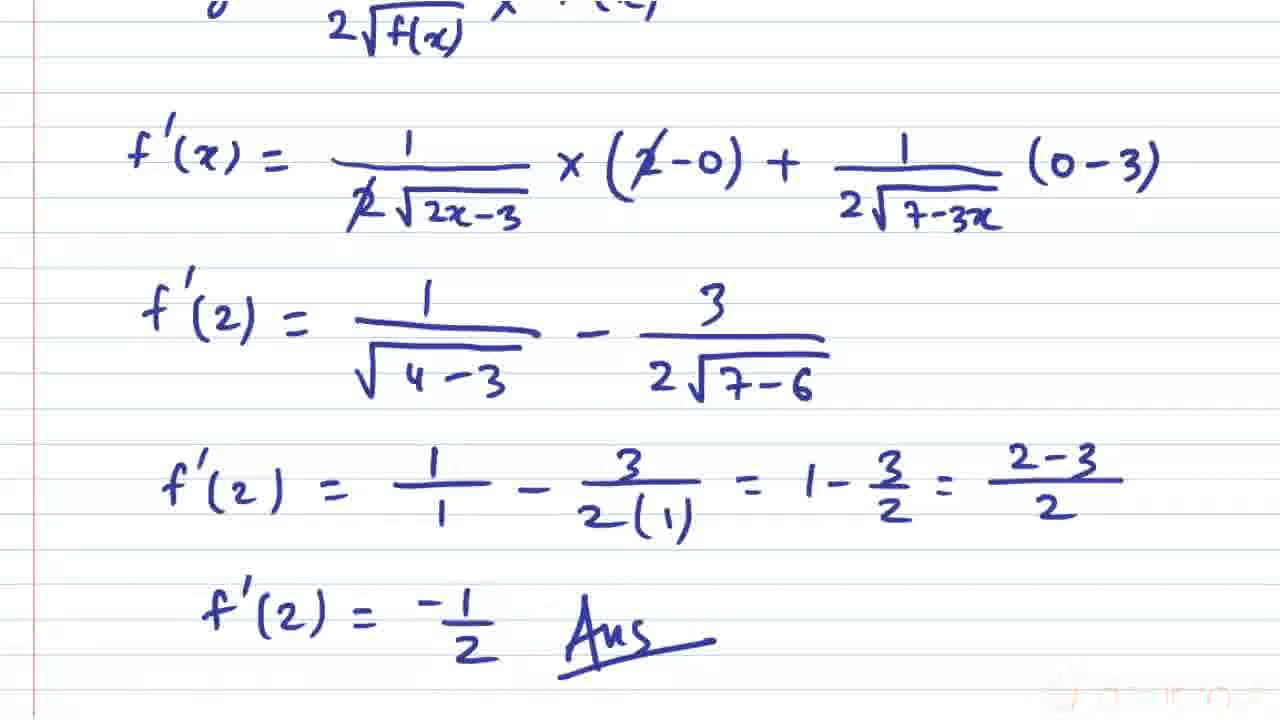 2√f(x) ×
f'(x) = 1/(2√(2x-3)) × (2-0) + 1/(2√(7-3x)) (0-3)
f'(2) = 1/√(4-3) - 3/(2√(7-6))
f'(2) = 1/1 - 3/(2(1)) = 1 - 3/2 = (2-3)/2
f'(2) = -1/2 Ans